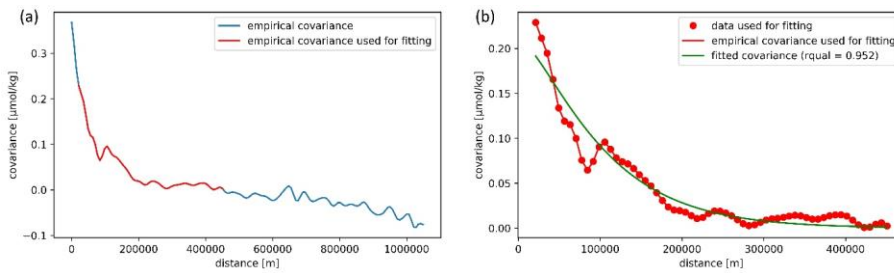 (a)
empirical covariance
empirical covariance used for fitting
covariance [μmol/kg]
0.3
0.2
0.1
0.0
−0.1
0 200000 400000 600000 800000 1000000
distance [m]
(b)
data used for fitting
empirical covariance used for fitting
fitted covariance (rqual = 0.952)
covariance [μmol/kg]
0.20
0.15
0.10
0.05
0.00
0 100000 200000 300000 400000
distance [m]